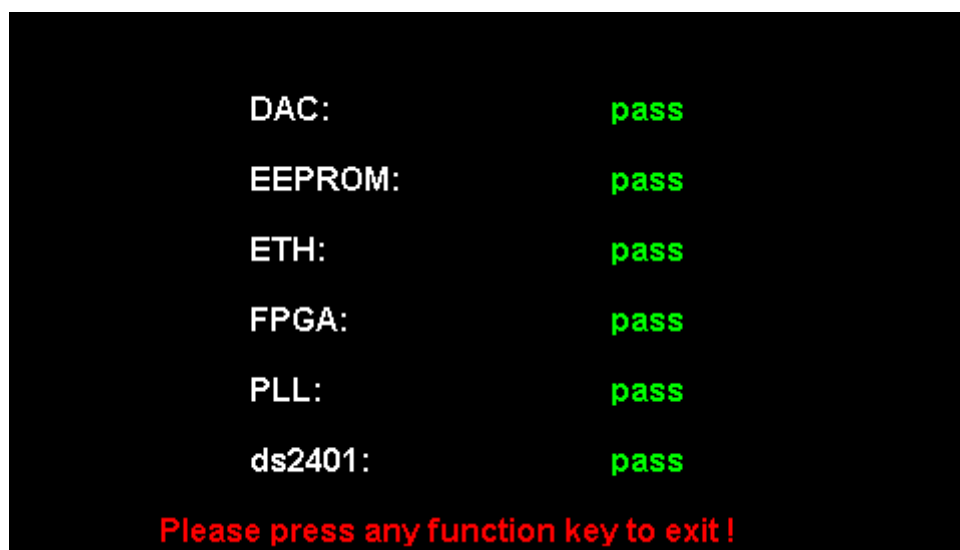 DAC: pass
EEPROM: pass
ETH: pass
FPGA: pass
PLL: pass
ds2401: pass
Please press any function key to exit !